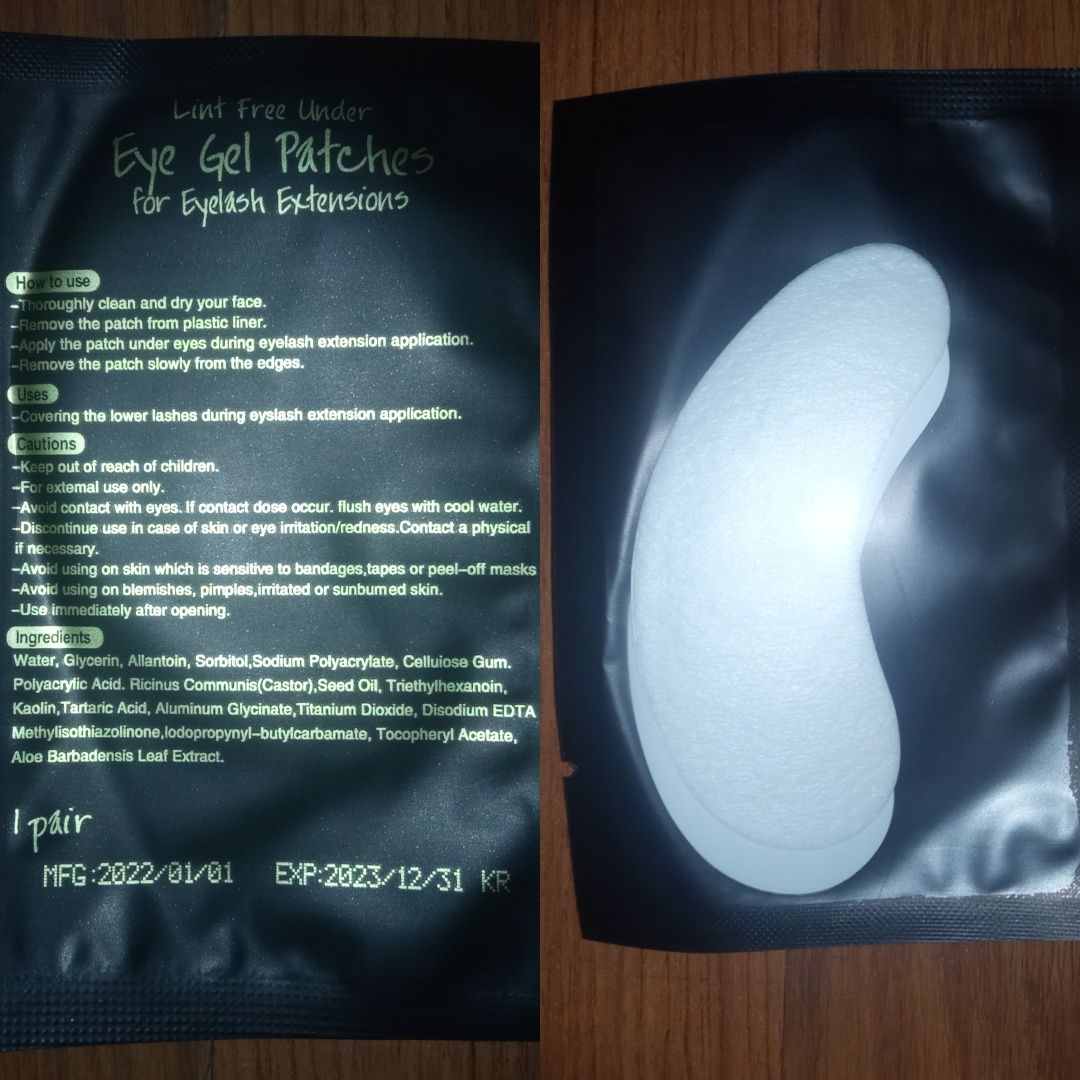 Lint Free Under
Eye Gel Patches
for Eyelash Extensions
How to use
-Thoroughly clean and dry your face.
-Remove the patch from plastic liner.
-Apply the patch under eyes during eyelash extension application.
-Remove the patch slowly from the edges.
Uses
-Covering the lower lashes during eyslash extension application.
Cautions
-Keep out of reach of children.
-For extemal use only.
-Avoid contact with eyes. If contact dose occur. flush eyes with cool water.
-Discontinue use in case of skin or eye irritation/redness.Contact a physical
if necessary.
-Avoid using on skin which is sensitive to bandages,tapes or peel-off masks
-Avoid using on blemishes, pimples,irritated or sunbumed skin.
-Use immediately after opening.
Ingredients
Water, Glycerin, Allantoin, Sorbitol,Sodium Polyacrylate, Celluiose Gum.
Polyacrylic Acid. Ricinus Communis(Castor),Seed Oil, Triethylhexanoin,
Kaolin,Tartaric Acid, Aluminum Glycinate,Titanium Dioxide, Disodium EDTA
Methylisothiazolinone,Iodopropynyl-butylcarbamate, Tocopheryl Acetate,
Aloe Barbadensis Leaf Extract.
1 pair
MFG:2022/01/01 EXP:2023/12/31 KR